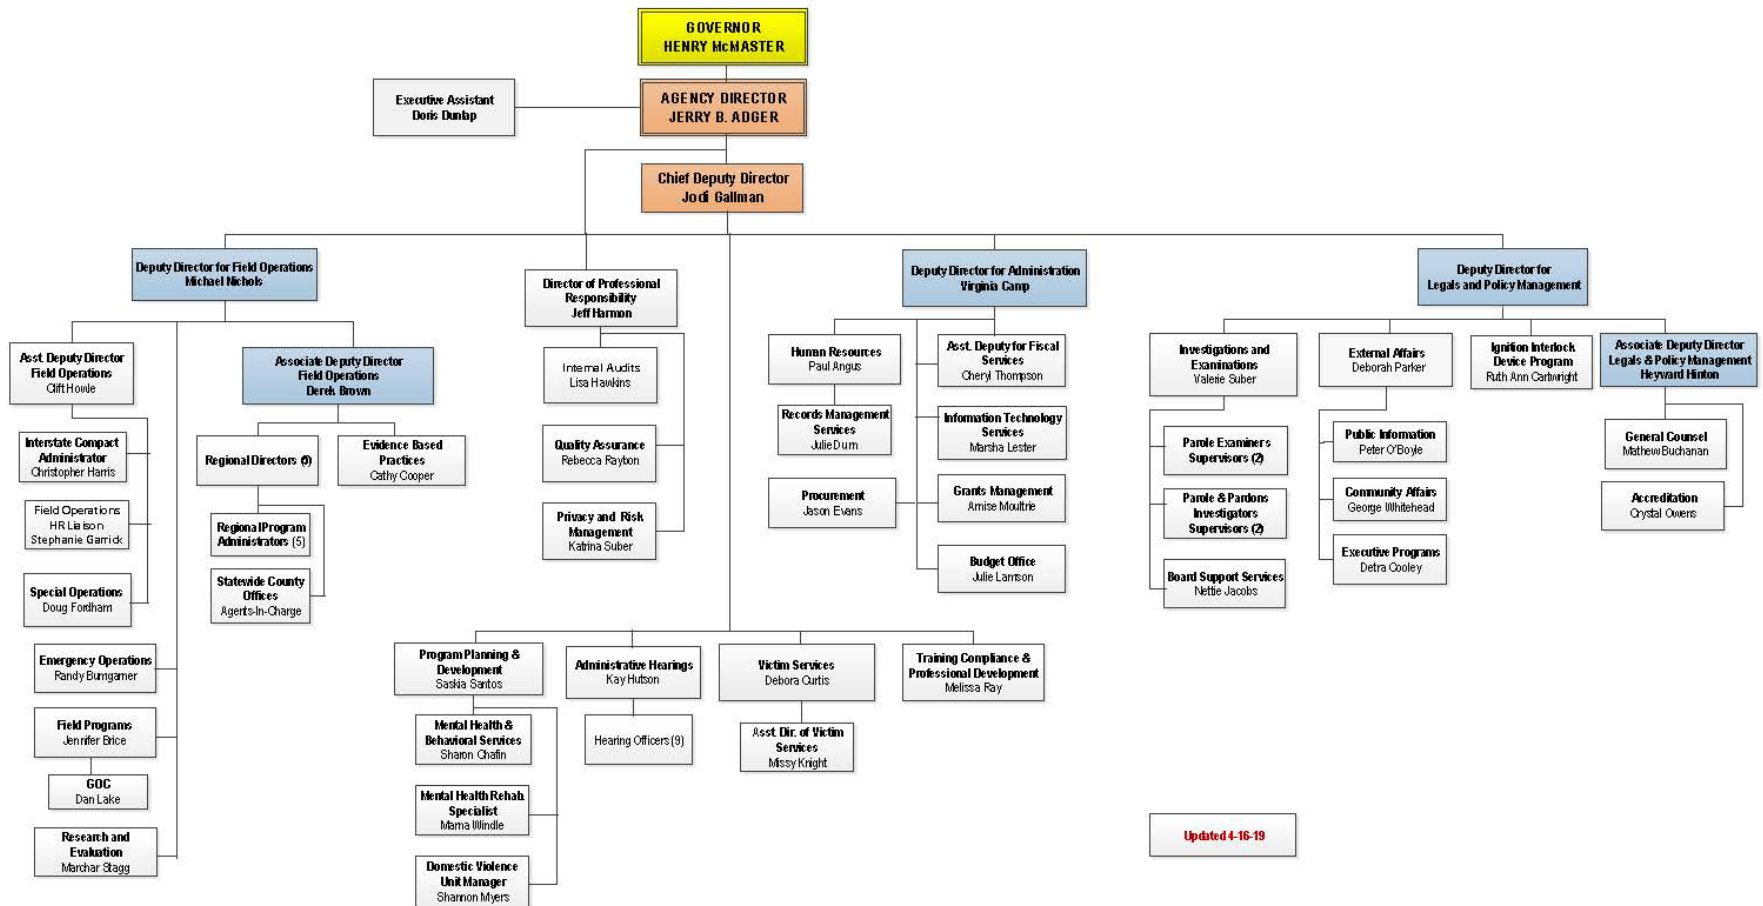 GOVERNOR
HENRY McMASTER
Executive Assistant
Doris Dunlap
AGENCY DIRECTOR
JERRY B. ADGER
Chief Deputy Director
Jodi Gallman
Deputy Director for Field Operations
Michael Nichols
Director of Professional
Responsibility
Jeff Harmon
Deputy Director for Administration
Virginia Camp
Deputy Director for
Legals and Policy Management
Asst. Deputy Director
Field Operations
Clift Howle
Associate Deputy Director
Field Operations
Derek Brown
Interstate Compact
Administrator
Christopher Harris
Regional Directors
Evidence Based
Practices
Cathy Cooper
Field Operations
HR Liaison
Stephanie Garrick
Regional Program
Administrators (5)
Special Operations
Doug Fordham
Statewide County
Offices
Agents-In-Charge
Emergency Operations
Randy Bumgarner
Field Programs
Jennifer Brice
GOC
Dan Lake
Research and
Evaluation
Marchar Stagg
Internal Audits
Lisa Hawkins
Quality Assurance
Rebecca Raybon
Privacy and Risk
Management
Katrina Suber
Human Resources
Paul Angus
Asst. Deputy for Fiscal
Services
Cheryl Thompson
Records Management
Services
Julie
Information Technology
Services
Marsha Lester
Procurement
Jason Evans
Grants Management
Moultrie
Budget Office
Julie
Investigations and
Examinations
Valerie Suber
External Affairs
Deborah Parker
Ignition Interlock
Device Program
Ruth Ann Cartwright
Associate Deputy Director
Legals & Policy Management
Heyward Hinton
Parole Examiners
Supervisors (2)
Public Information
Peter O'Boyle
General Counsel
Mathew Buchanan
Parole & Pardons
Investigators
Supervisors (2)
Community Affairs
George Whitehead
Accreditation
Crystal Owens
Board Support Services
Nettie Jacobs
Executive Programs
Detra Cooley
Program Planning &
Development
Saskia Santos
Administrative Hearings
Kay Hutson
Victim Services
Debora Curtis
Training Compliance &
Professional Development
Melissa Ray
Mental Health &
Behavioral Services
Sharon Chafin
Hearing Officers (9)
Asst. Dir. of Victim
Services
Missy Knight
Mental Health Rehab.
Specialist
Windle
Domestic Violence
Unit Manager
Shannon Myers
Updated 4-16-19